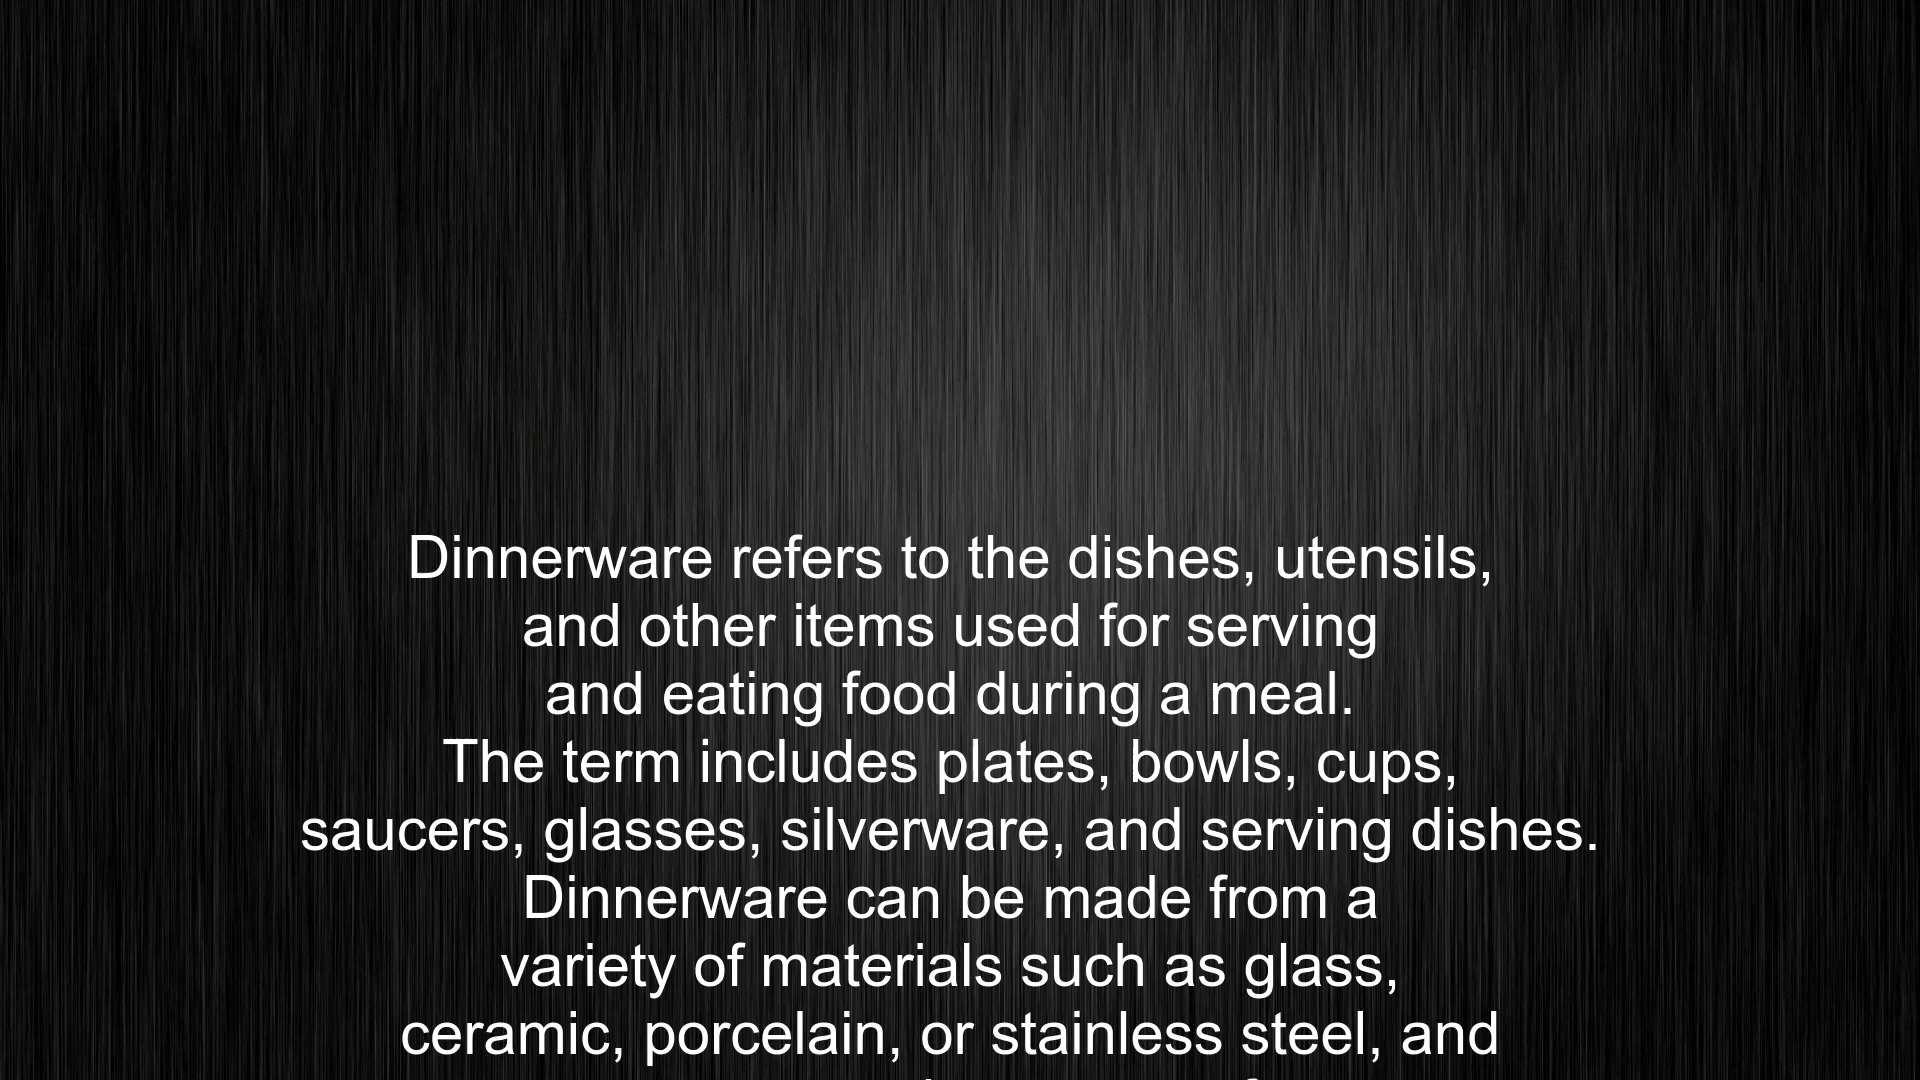 Dinnerware refers to the dishes, utensils,
and other items used for serving
and eating food during a meal.
The term includes plates, bowls, cups,
saucers, glasses, silverware, and serving dishes.
Dinnerware can be made from a
variety of materials such as glass,
ceramic, porcelain, or stainless steel, and